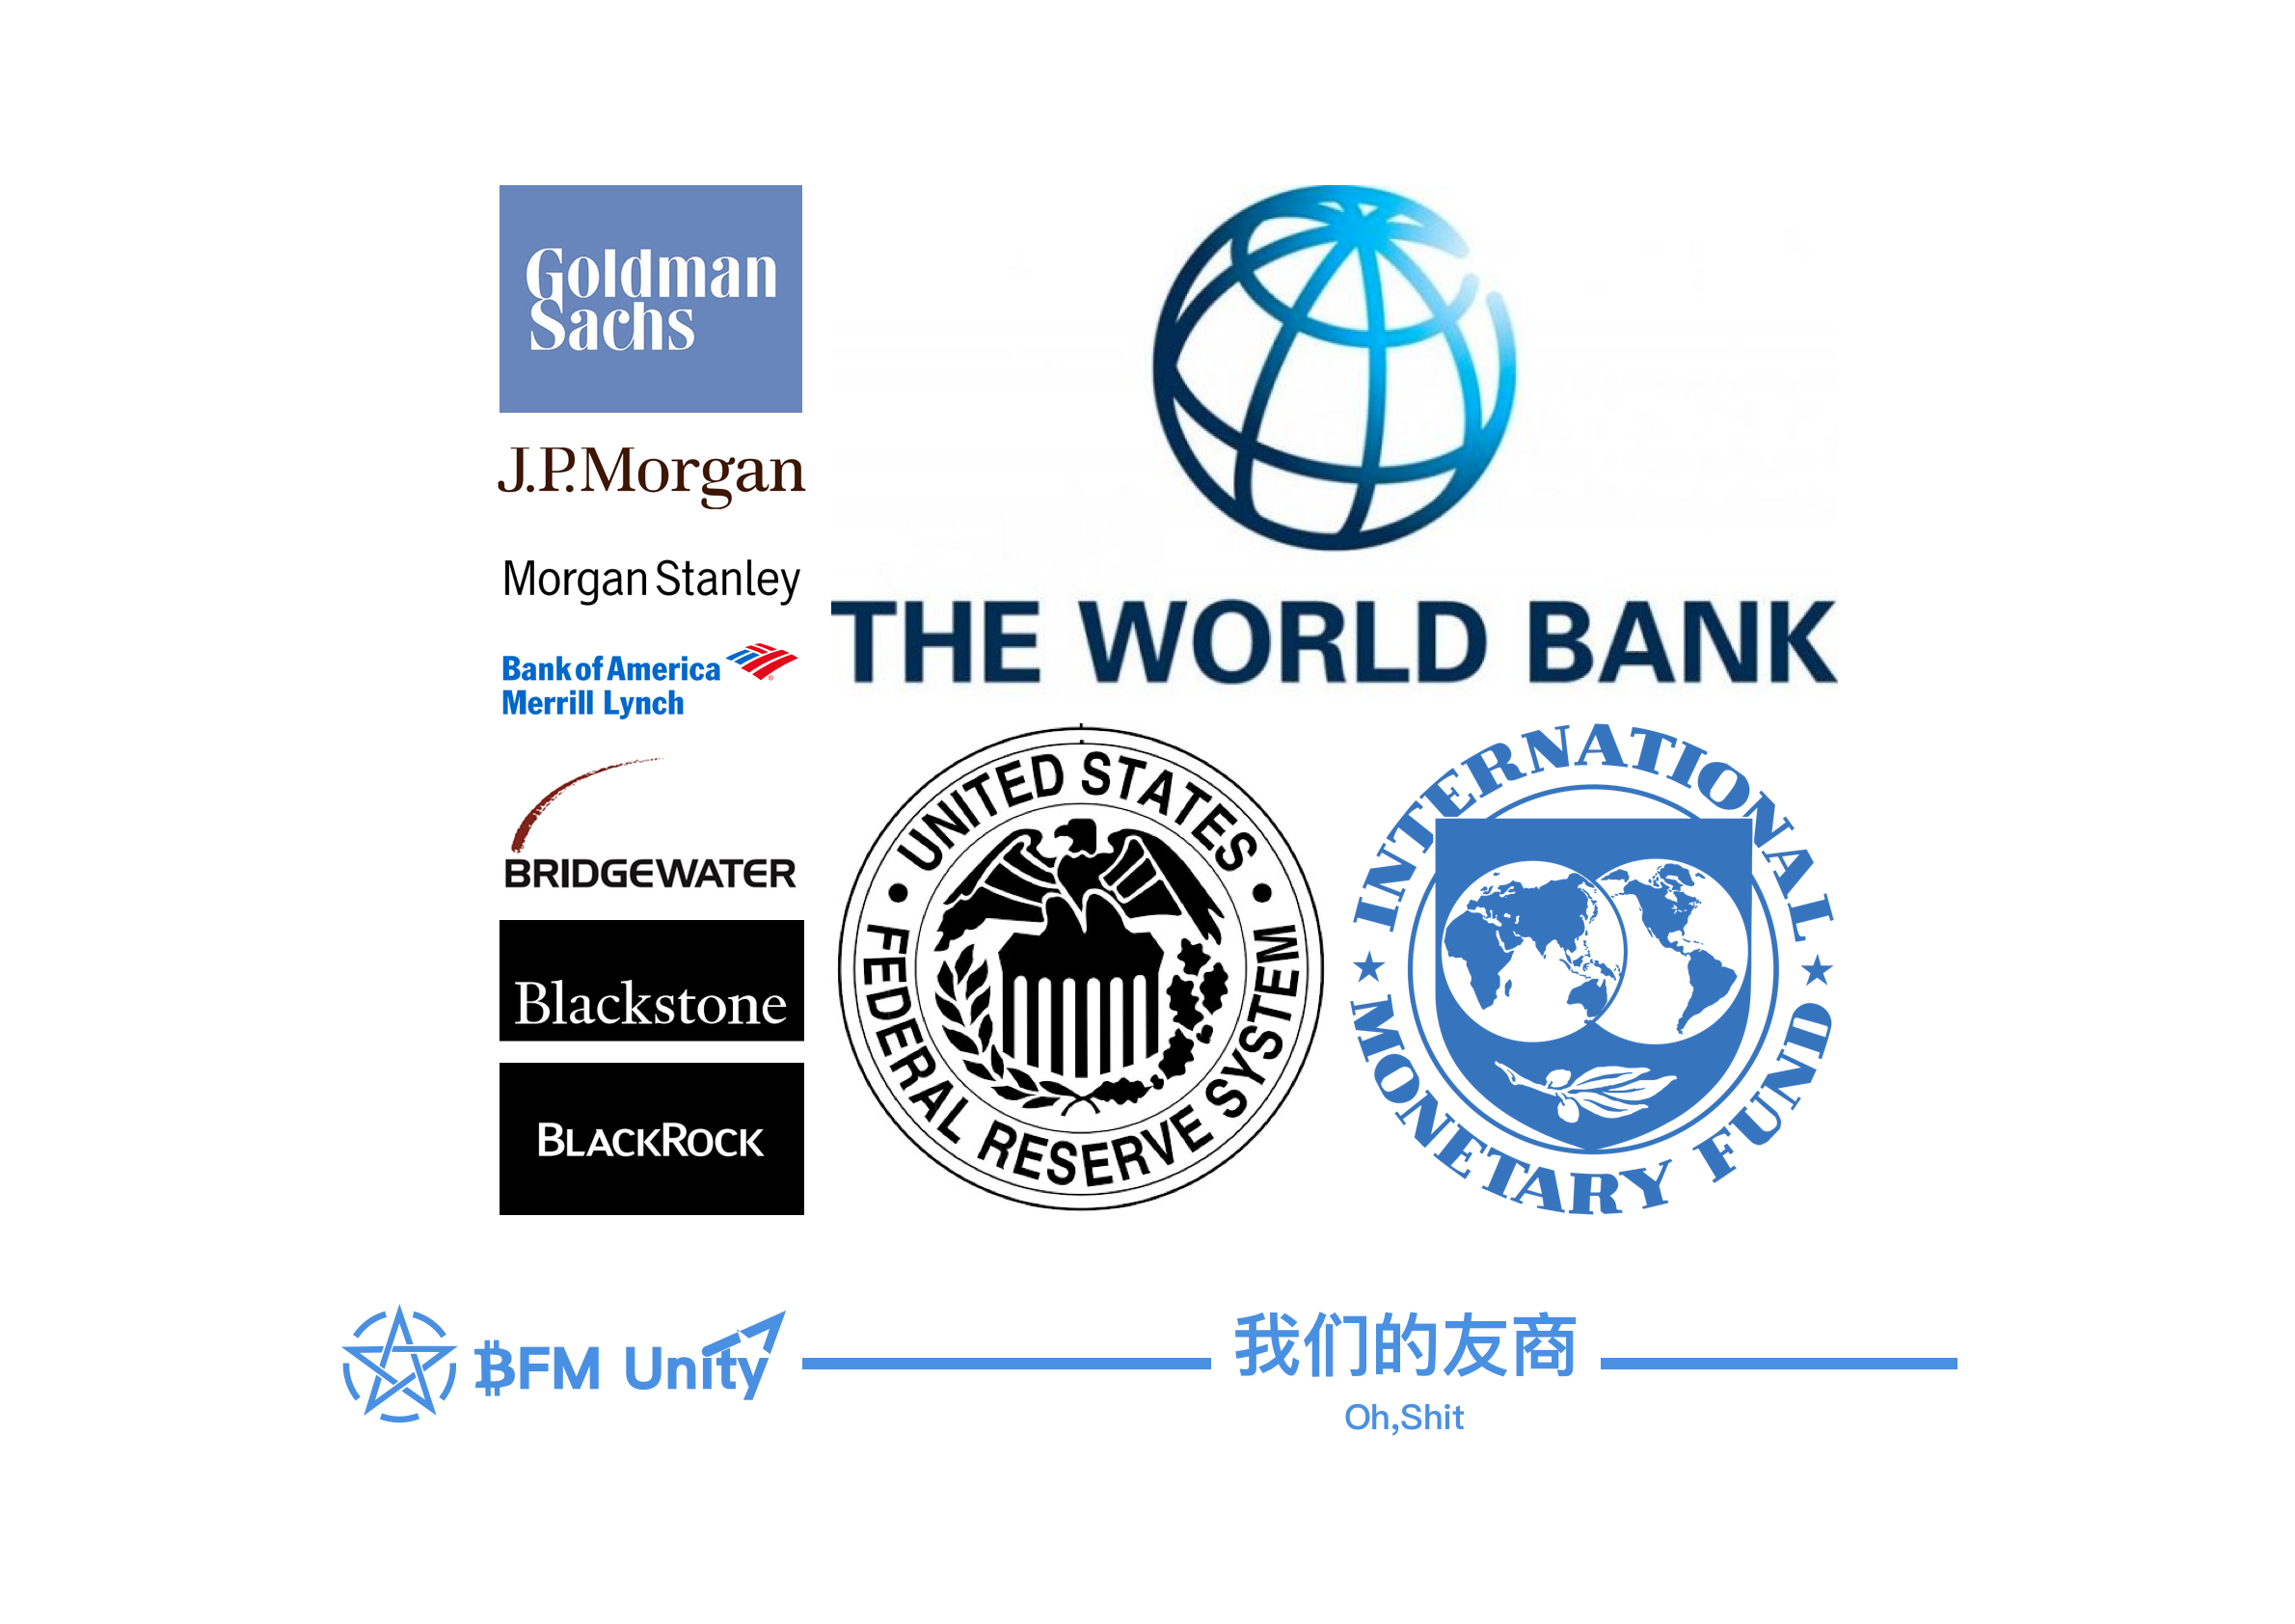 Goldman
Sachs
J.P.Morgan
Morgan Stanley
Bank of America
Merrill Lynch
BRIDGEWATER
Blackstone
BLACKROCK
THE WORLD BANK
UNITED STATES
FEDERAL RESERVE SYSTEM
INTERNATIONAL
MONETARY FUND
₿FM Unity
我们的友商
Oh,Shit